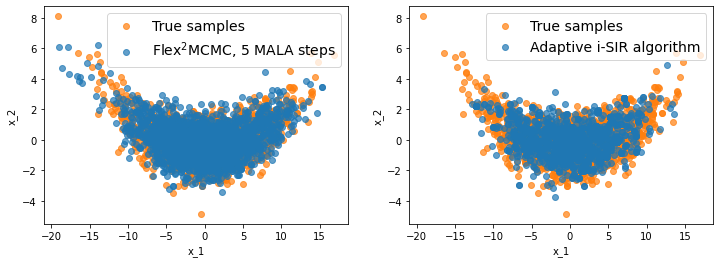 True samples
Flex²MCMC, 5 MALA steps
8
6
4
2
0
−2
−4
x_2
−20 −15 −10 −5 0 5 10 15
x_1
True samples
Adaptive i-SIR algorithm
8
6
4
2
0
−2
−4
x_2
−20 −15 −10 −5 0 5 10 15
x_1